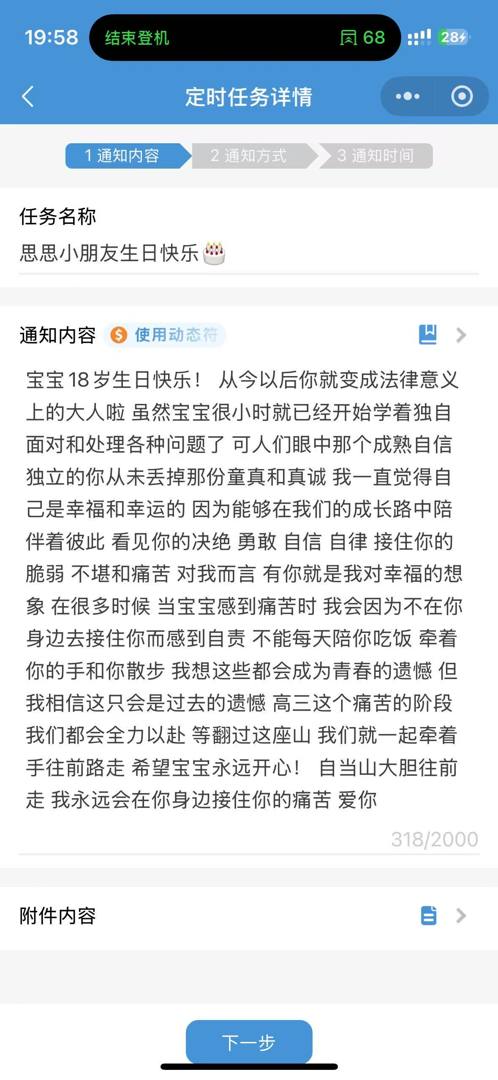 19:58
结束登机
68
28
定时任务详情
1 通知内容
2 通知方式
3 通知时间
任务名称
思思小朋友生日快乐🎂
通知内容
使用动态符
宝宝18岁生日快乐! 从今以后你就变成法律意义
上的大人啦 虽然宝宝很小时就已经开始学着独自
面对和处理各种问题了 可人们眼中那个成熟自信
独立的你从未丢掉那份童真和真诚 我一直觉得自
己是幸福和幸运的 因为能够在我们的成长路中陪
伴着彼此 看见你的决绝 勇敢 自信 自律 接住你的
脆弱 不堪和痛苦 对我而言 有你就是我对幸福的想
象 在很多时候 当宝宝感到痛苦时 我会因为不在你
身边去接住你而感到自责 不能每天陪你吃饭 牵着
你的手和你散步 我想这些都会成为青春的遗憾 但
我相信这只会是过去的遗憾 高三这个痛苦的阶段
我们都会全力以赴 等翻过这座山 我们就一起牵着
手往前路走 希望宝宝永远开心! 自当山大胆往前
走 我永远会在你身边接住你的痛苦 爱你
318/2000
附件内容
下一步